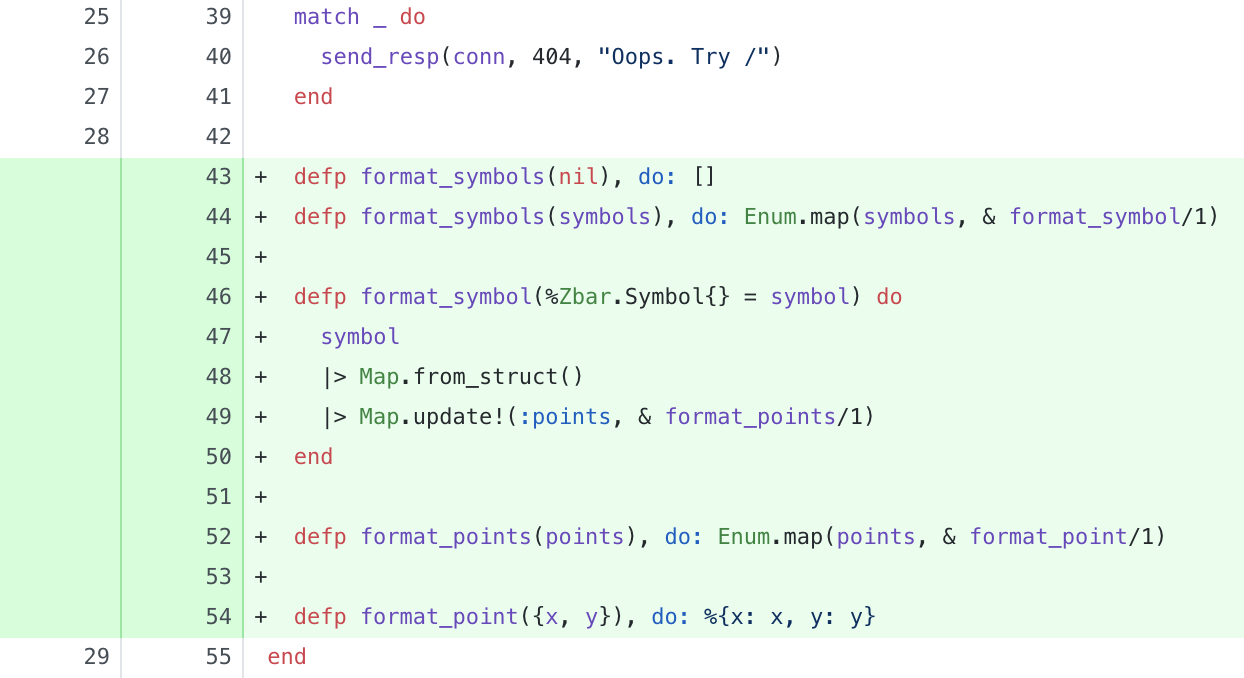 25 39 match _ do
26 40 send_resp(conn, 404, "Oops. Try /")
27 41 end
28 42
43 + defp format_symbols(nil), do: []
44 + defp format_symbols(symbols), do: Enum.map(symbols, & format_symbol/1)
45 +
46 + defp format_symbol(%Zbar.Symbol{} = symbol) do
47 + symbol
48 + |> Map.from_struct()
49 + |> Map.update!(:points, & format_points/1)
50 + end
51 +
52 + defp format_points(points), do: Enum.map(points, & format_point/1)
53 +
54 + defp format_point({x, y}), do: %{x: x, y: y}
29 55 end